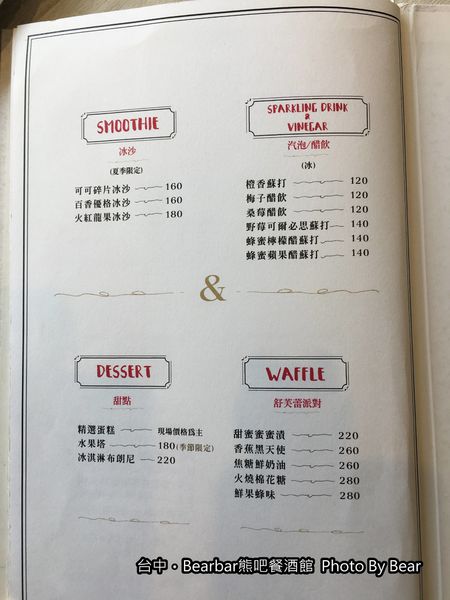 SMOOTHIE
冰沙
(夏季限定)
可可碎片冰沙 160
百香優格冰沙 160
火紅龍果冰沙 180
SPARKLING DRINK
&
VINEGAR
汽泡/醋飲
(冰)
橙香蘇打 120
梅子醋飲 120
桑莓醋飲 120
野莓可爾必思蘇打 140
蜂蜜檸檬醋蘇打 140
蜂蜜蘋果醋蘇打 140
&
DESSERT
甜點
精選蛋糕 現場價格為主
水果塔 180(季節限定)
冰淇淋布朗尼 220
WAFFLE
舒芙蕾派對
甜蜜蜜蜜漬 220
香蕉黑天使 260
焦糖鮮奶油 260
火燒棉花糖 280
鮮果蜂味 280
台中·Bearbar熊吧餐酒館 Photo By Bear